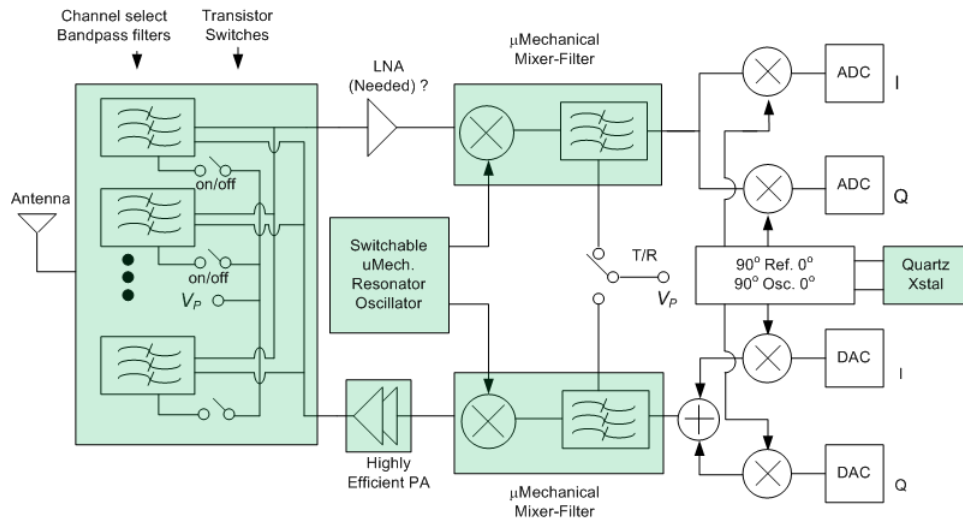 Channel select
Bandpass filters
Transistor
Switches
LNA
(Needed) ?
μMechanical
Mixer-Filter
ADC
I
on/off
ADC
Q
Antenna
on/off
VP
Switchable
uMech.
Resonator
Oscillator
T/R
VP
90° Ref. 0°
90° Osc. 0°
Quartz
Xstal
DAC
I
Highly
Efficient PA
μMechanical
Mixer-Filter
DAC
Q